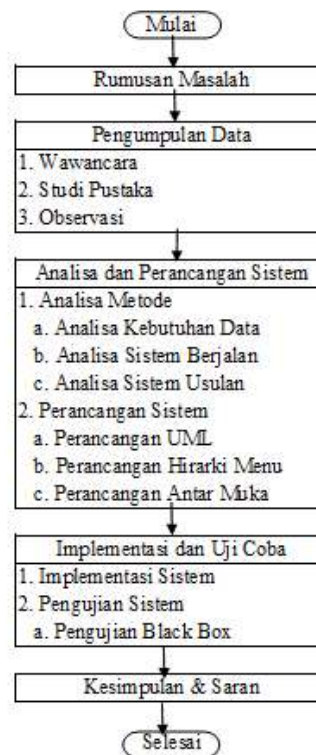 Mulai
Rumusan Masalah
Pengumpulan Data
1. Wawancara
2. Studi Pustaka
3. Observasi
Analisa dan Perancangan Sistem
1. Analisa Metode
a. Analisa Kebutuhan Data
b. Analisa Sistem Berjalan
c. Analisa Sistem Usulan
2. Perancangan Sistem
a. Perancangan UML
b. Perancangan Hirarki Menu
c. Perancangan Antar Muka
Implementasi dan Uji Coba
1. Implementasi Sistem
2. Pengujian Sistem
a. Pengujian Black Box
Kesimpulan & Saran
Selesai